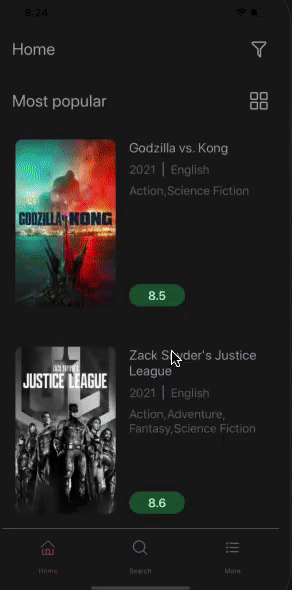 8:24
Home
Most popular
GODZILLA vs. KONG
Godzilla vs. Kong
2021 | English
Action,Science Fiction
8.5
ZACK SNYDER'S
JUSTICE LEAGUE
Zack Snyder's Justice
League
2021 | English
Action,Adventure,
Fantasy,Science Fiction
8.6
Home
Search
More